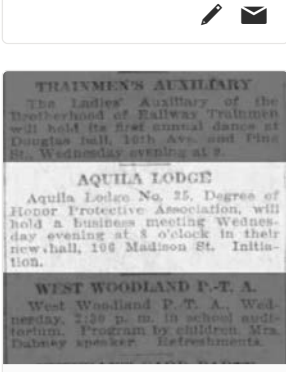 TRAINMEN'S AUXILIARY
The Ladies' Auxiliary of the
Brotherhood of Railway Trainmen
will hold its first annual dance at
Douglas hall, 10th Ave. and Pine
St., Wednesday evening at 8.
AQUILA LODGE
Aquila Lodge No. 25, Degree of
Honor Protective Association, will
hold a business meeting Wednes-
day evening at 8 o'clock in their
new hall, 106 Madison St. Initia-
tion.
WEST WOODLAND P.-T. A.
West Woodland P.-T. A., Wed-
nesday, 2:30 p. m. in school audi-
torium. Program by children. Mrs.
Dabney speaker. Refreshments.